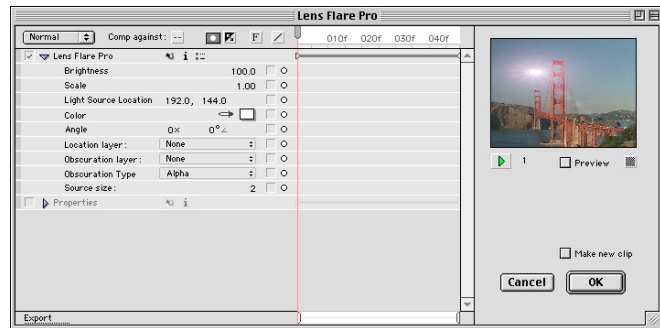 Lens Flare Pro
Normal Comp against: -- F
010f 020f 030f 040f
Lens Flare Pro i
Brightness 100.0
Scale 1.00
Light Source Location 192.0, 144.0
Color
Angle 0× 0°
Location layer: None
Obscuration layer: None
Obscuration Type Alpha
Source size: 2
Properties i
1 Preview
Make new clip
Cancel OK
Export